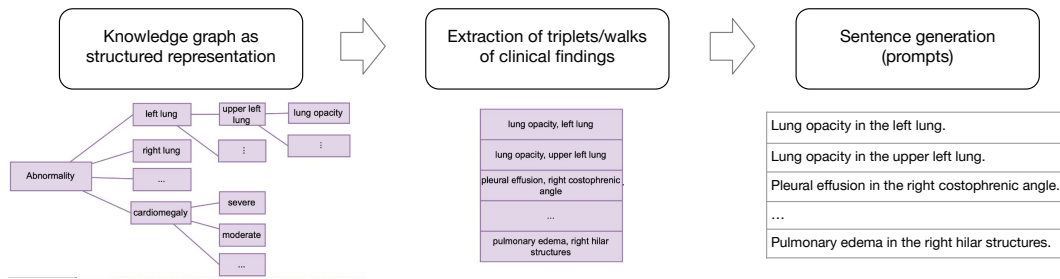 Knowledge graph as
structured representation
Extraction of triplets/walks
of clinical findings
Sentence generation
(prompts)
Abnormality
left lung
right lung
...
cardiomegaly
upper left
lung
⋮
lung opacity
⋮
severe
moderate
...
lung opacity, left lung
lung opacity, upper left lung
pleural effusion, right costophrenic
angle
...
pulmonary edema, right hilar
structures
Lung opacity in the left lung.
Lung opacity in the upper left lung.
Pleural effusion in the right costophrenic angle.
...
Pulmonary edema in the right hilar structures.